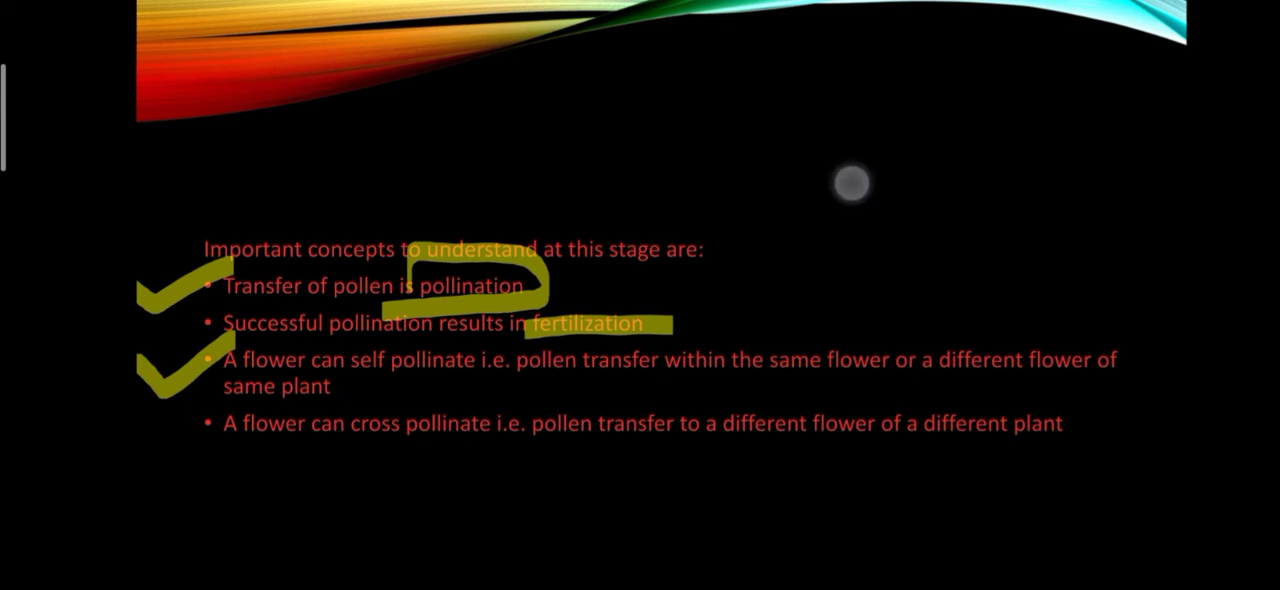 Important concepts to understand at this stage are:
• Transfer of pollen is pollination
• Successful pollination results in fertilization
• A flower can self pollinate i.e. pollen transfer within the same flower or a different flower of
same plant
• A flower can cross pollinate i.e. pollen transfer to a different flower of a different plant